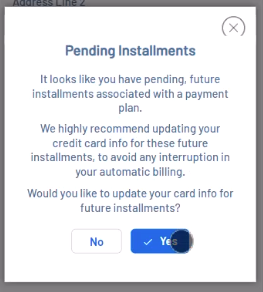 Address Line 2
Pending Installments
It looks like you have pending, future
installments associated with a payment
plan.
We highly recommend updating your
credit card info for these future
installments, to avoid any interruption in
your automatic billing.
Would you like to update your card info for
future installments?
No
Yes